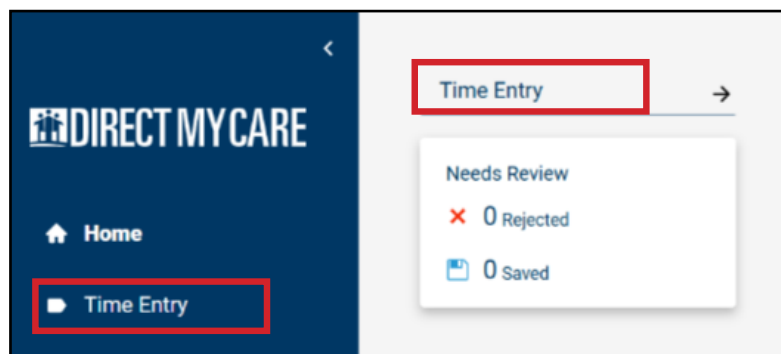 DIRECT MY CARE
Home
Time Entry
Time Entry
Needs Review
0 Rejected
0 Saved